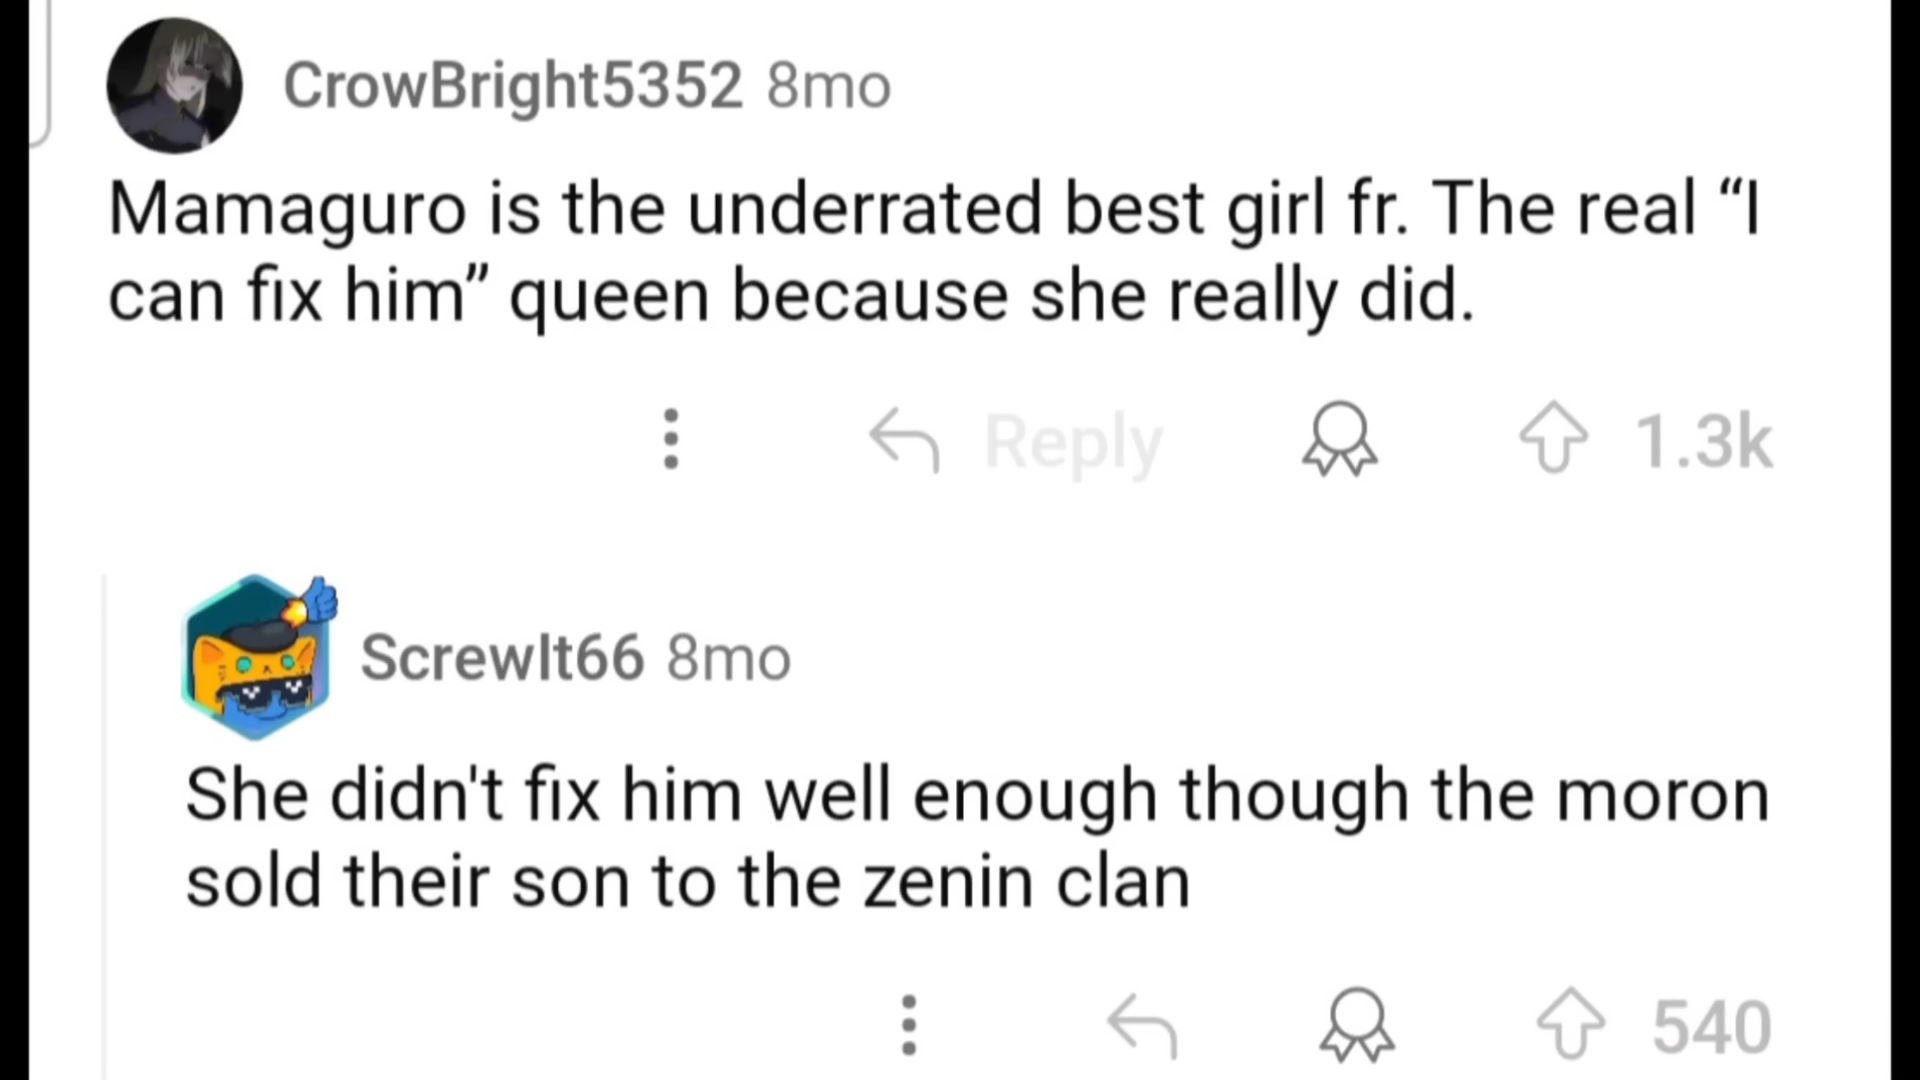 CrowBright5352 8mo
Mamaguro is the underrated best girl fr. The real “I
can fix him” queen because she really did.
Reply 1.3k
ScrewIt66 8mo
She didn't fix him well enough though the moron
sold their son to the zenin clan
540